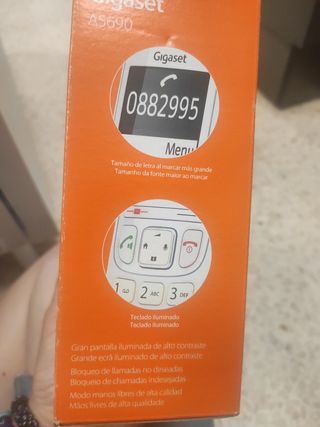 Gigaset
AS690
Gigaset
0882995
Menu
Tamaño de letra al marcar más grande
Tamanho da fonte maior ao marcar
1
2 ABC
3 DEF
Teclado iluminada
Teclado iluminado
Gran pantalla iluminada de alto contraste
Grande ecrã iluminado de alto contraste
Bloqueo de llamadas no deseadas
Bloqueio de chamadas indesejadas
Modo manos libres de alta calidad
Mãos livres de alta qualidade